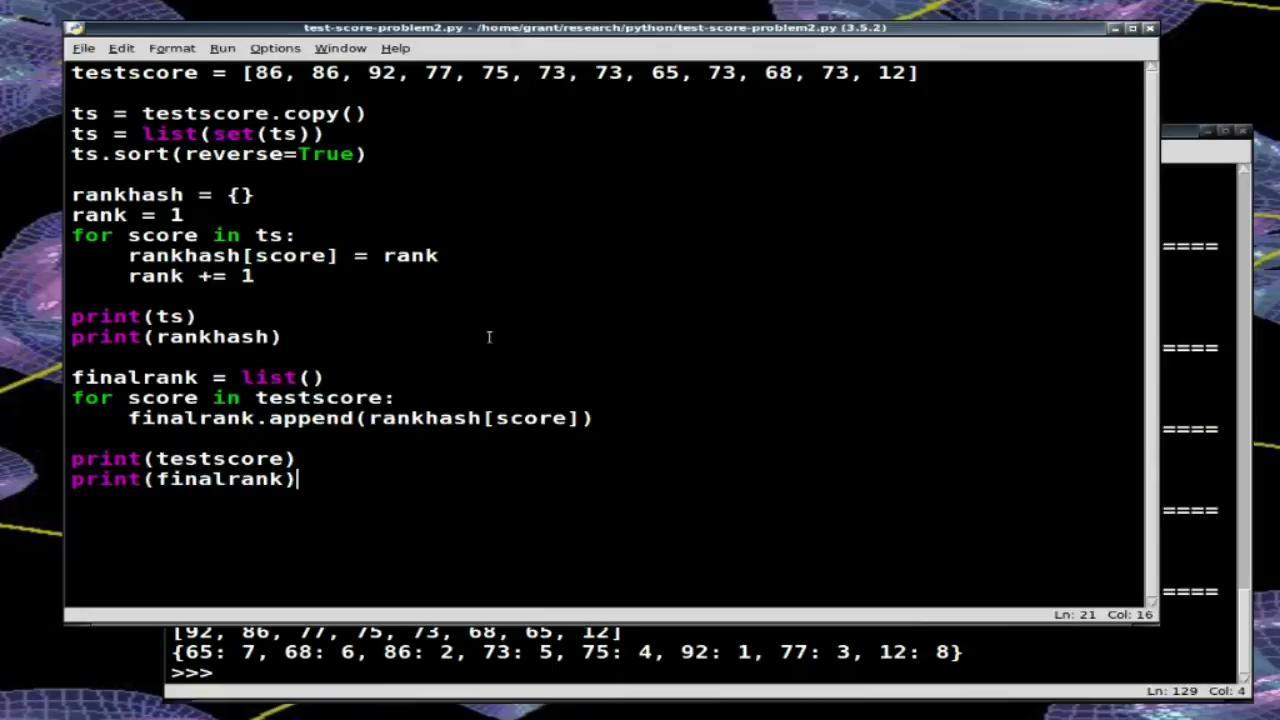 test-score-problem2.py - /home/grant/research/python/test-score-problem2.py (3.5.2)
File Edit Format Run Options Window Help
testscore = [86, 86, 92, 77, 75, 73, 73, 65, 73, 68, 73, 12]
ts = testscore.copy()
ts = list(set(ts))
ts.sort(reverse=True)
rankhash = {}
rank = 1
for score in ts:
    rankhash[score] = rank
    rank += 1
print(ts)
print(rankhash)
finalrank = list()
for score in testscore:
    finalrank.append(rankhash[score])
print(testscore)
print(finalrank)
Ln: 21 Col: 16
====
====
====
====
====
[92, 86, 77, 75, 73, 68, 65, 12]
{65: 7, 68: 6, 86: 2, 73: 5, 75: 4, 92: 1, 77: 3, 12: 8}
>>>
Ln: 129 Col: 4